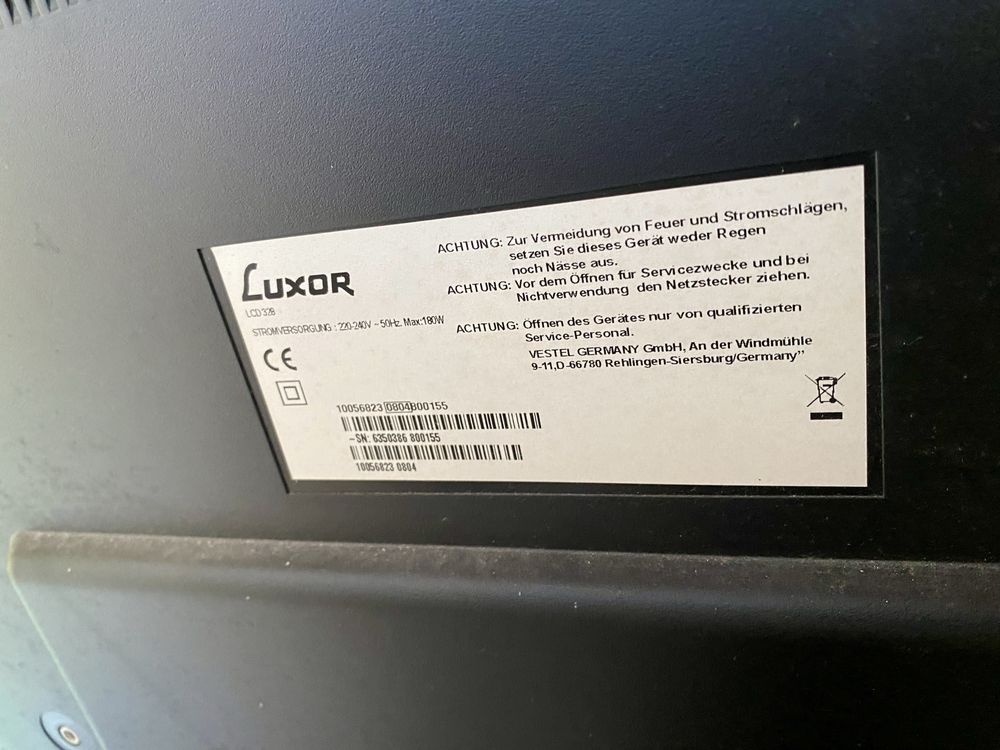 LUXOR
LCD 328
STROMVERSORGUNG : 220-240V ~ 50Hz. Max:180W
CE
ACHTUNG: Zur Vermeidung von Feuer und Stromschlägen,
setzen Sie dieses Gerät weder Regen
noch Nässe aus.
ACHTUNG: Vor dem Öffnen für Servicezwecke und bei
Nichtverwendung den Netzstecker ziehen.
ACHTUNG: Öffnen des Gerätes nur von qualifizierten
Service-Personal.
VESTEL GERMANY GmbH, An der Windmühle
9-11,D-66780 Rehlingen-Siersburg/Germany”
10056823 0804800155
~SN: 6350386 800155
10056823 0804